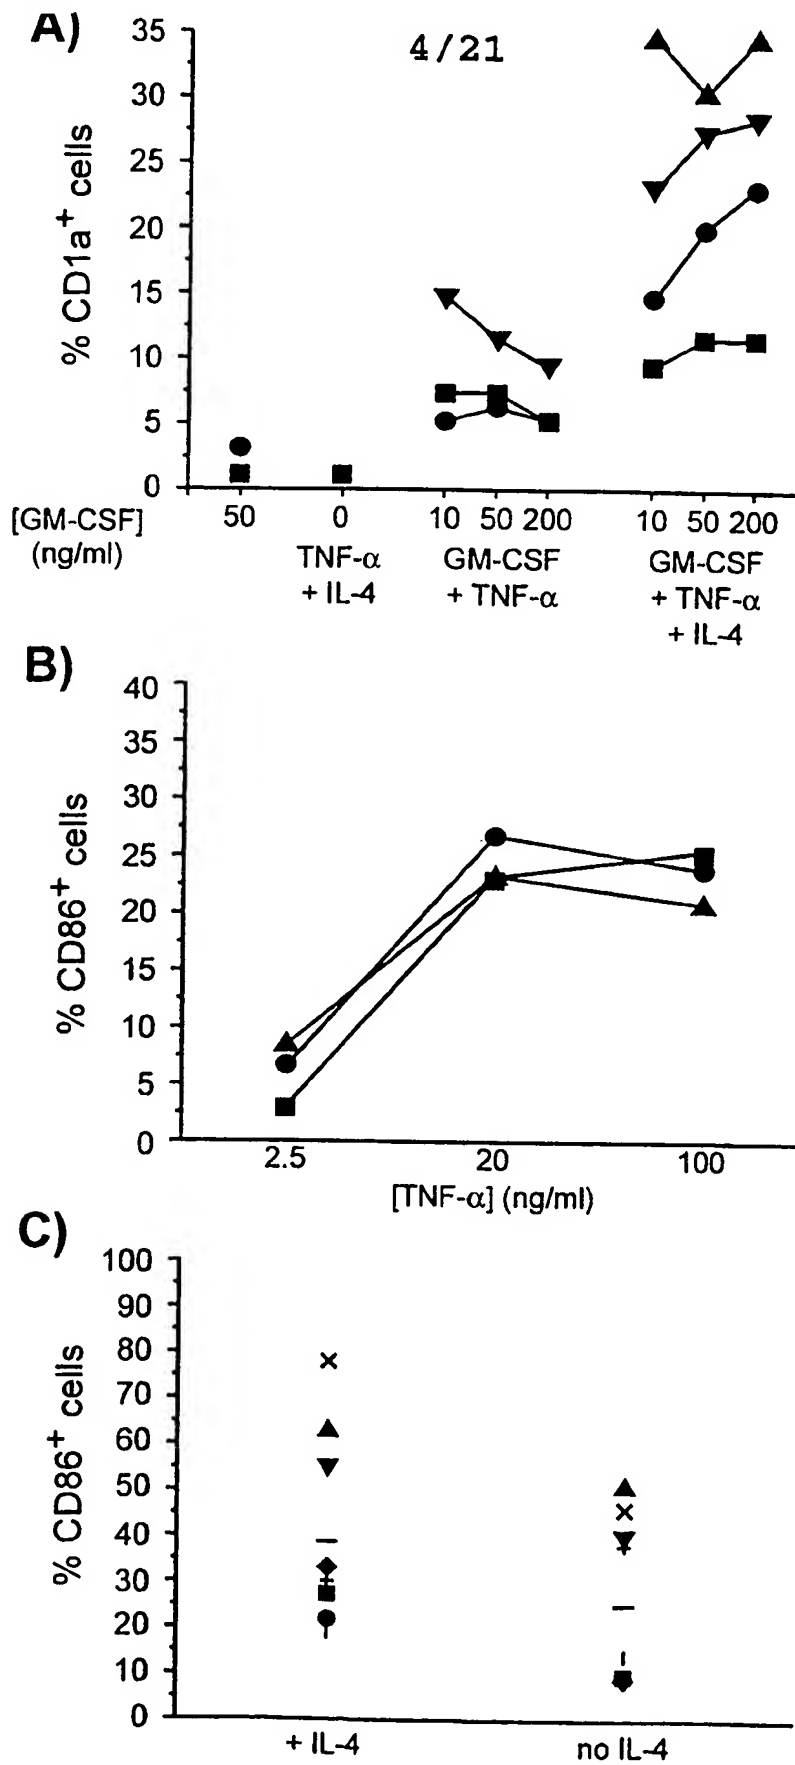 A)
4/21
35
30
25
20
15
10
5
0
% CD1a+ cells
[GM-CSF]
(ng/ml)
50
0
10 50 200
10 50 200
TNF-α
+ IL-4
GM-CSF
+ TNF-α
GM-CSF
+ TNF-α
+ IL-4
B)
40
35
30
25
20
15
10
5
0
% CD86+ cells
2.5
20
100
[TNF-α] (ng/ml)
C)
100
90
80
70
60
50
40
30
20
10
0
% CD86+ cells
+ IL-4
no IL-4